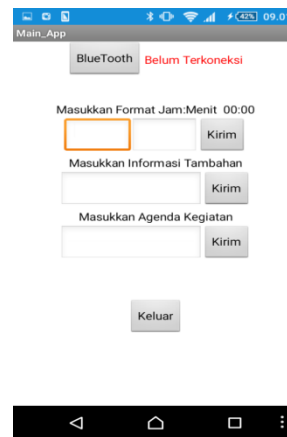 42% 09.01
Main_App
BlueTooth Belum Terkoneksi
Masukkan Format Jam:Menit 00:00
Kirim
Masukkan Informasi Tambahan
Kirim
Masukkan Agenda Kegiatan
Kirim
Keluar